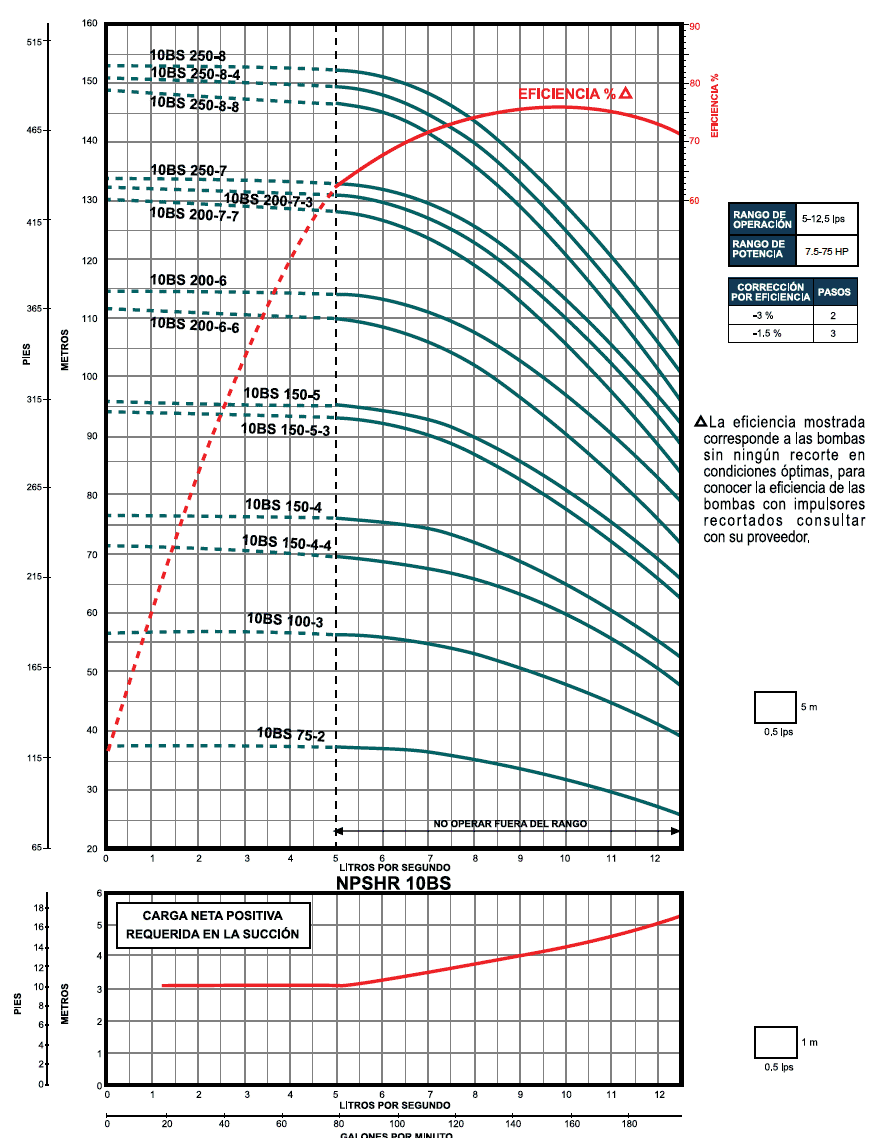 160
150
140
130
120
110
100
90
80
70
60
50
40
30
20
METROS
515
465
415
365
315
265
215
165
115
65
PIES
10BS 250-8
10BS 250-8-4
10BS 250-8-8
10BS 250-7
10BS 200-7-3
10BS 200-7-7
10BS 200-6
10BS 200-6-6
10BS 150-5
10BS 150-5-3
10BS 150-4
10BS 150-4-4
10BS 100-3
10BS 75-2
EFICIENCIA % Δ
90
80
70
60
EFICIENCIA %
NO OPERAR FUERA DEL RANGO
0 1 2 3 4 5 6 7 8 9 10 11 12
LITROS POR SEGUNDO
RANGO DE OPERACIÓN 5-12,5 lps
RANGO DE POTENCIA 7.5-75 HP
CORRECCIÓN POR EFICIENCIA PASOS
-3 % 2
-1.5 % 3
ΔLa eficiencia mostrada
corresponde a las bombas
sin ningún recorte en
condiciones óptimas, para
conocer la eficiencia de las
bombas con impulsores
recortados consultar
con su proveedor.
5 m
0,5 lps
NPSHR 10BS
CARGA NETA POSITIVA
REQUERIDA EN LA SUCCIÓN
6
5
4
3
2
1
0
METROS
18
16
14
12
10
8
6
4
2
0
PIES
0 1 2 3 4 5 6 7 8 9 10 11 12
LITROS POR SEGUNDO
0 20 40 60 80 100 120 140 160 180
GALONES POR MINUTO
1 m
0,5 lps